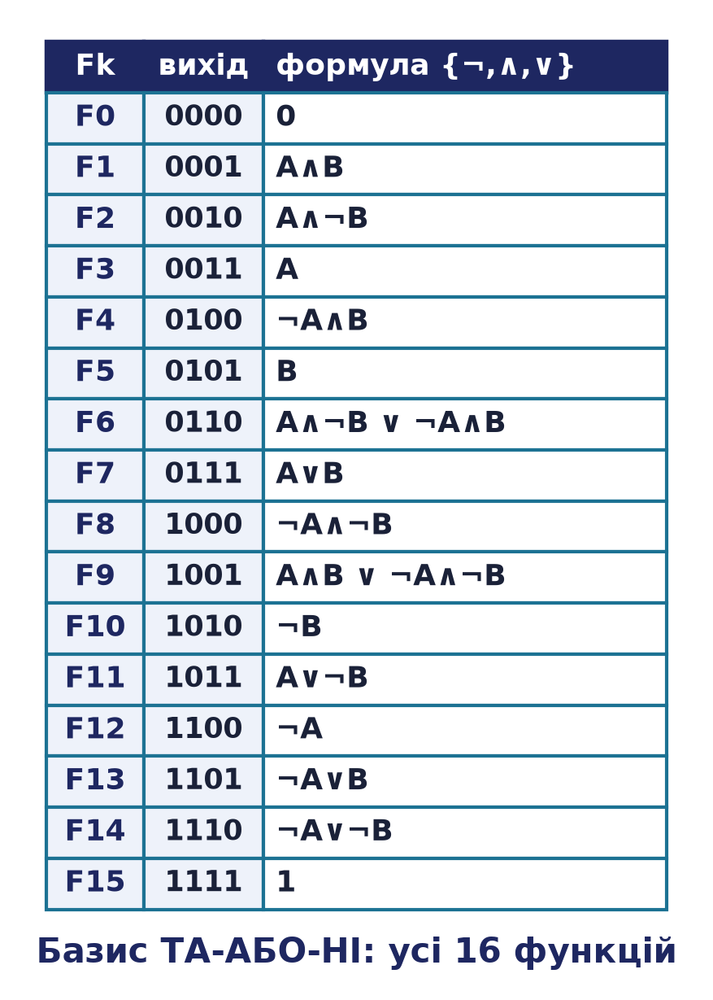 Fk вихід формула {¬,∧,∨}
F0 0000 0
F1 0001 A∧B
F2 0010 A∧¬B
F3 0011 A
F4 0100 ¬A∧B
F5 0101 B
F6 0110 A∧¬B ∨ ¬A∧B
F7 0111 A∨B
F8 1000 ¬A∧¬B
F9 1001 A∧B ∨ ¬A∧¬B
F10 1010 ¬B
F11 1011 A∨¬B
F12 1100 ¬A
F13 1101 ¬A∨B
F14 1110 ¬A∨¬B
F15 1111 1
Базис ТА-АБО-НІ: усі 16 функцій